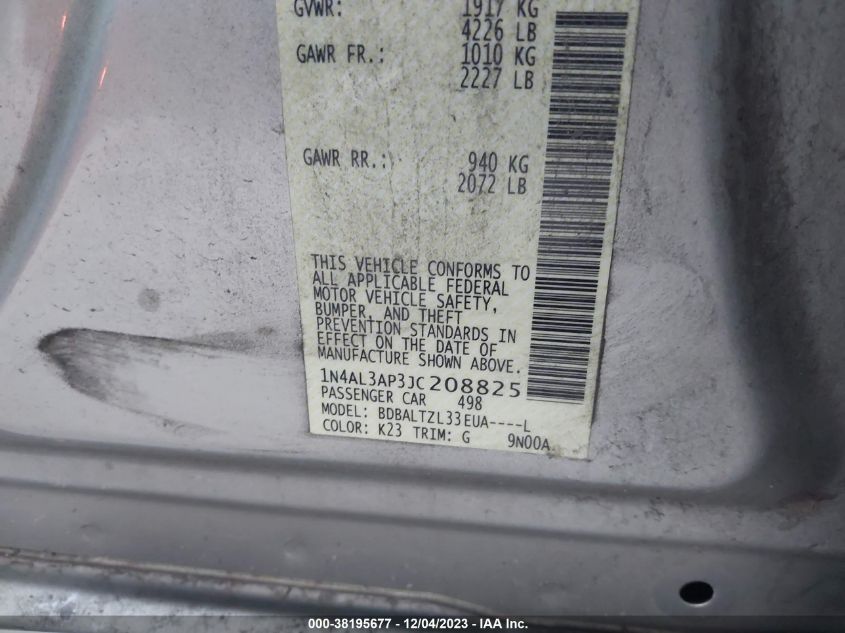 GVWR: 1917 KG
4226 LB
GAWR FR.: 1010 KG
2227 LB
GAWR RR.: 940 KG
2072 LB
THIS VEHICLE CONFORMS TO
ALL APPLICABLE FEDERAL
MOTOR VEHICLE SAFETY,
BUMPER, AND THEFT
PREVENTION STANDARDS IN
EFFECT ON THE DATE OF
MANUFACTURE SHOWN ABOVE.
1N4AL3AP3JC208825
PASSENGER CAR 498
MODEL: BDBALTZL33EUA----L
COLOR: K23 TRIM: G 9N00A
000-38195677 - 12/04/2023 - IAA, Inc.